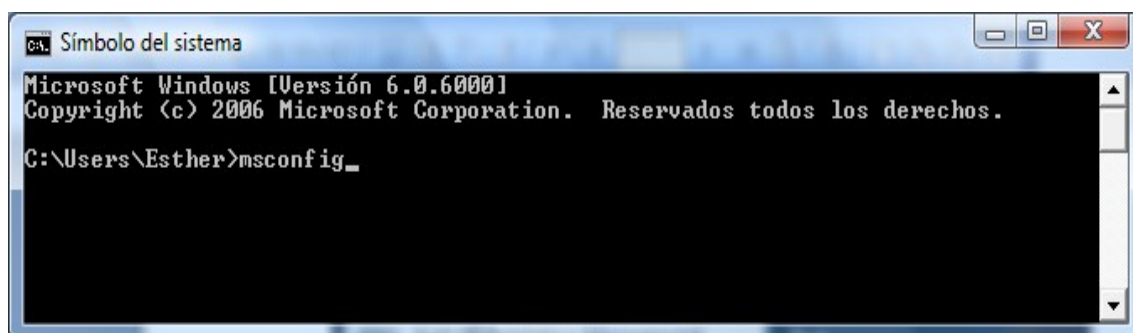 Símbolo del sistema
Microsoft Windows [Versión 6.0.6000]
Copyright (c) 2006 Microsoft Corporation.  Reservados todos los derechos.
C:\Users\Esther>msconfig_